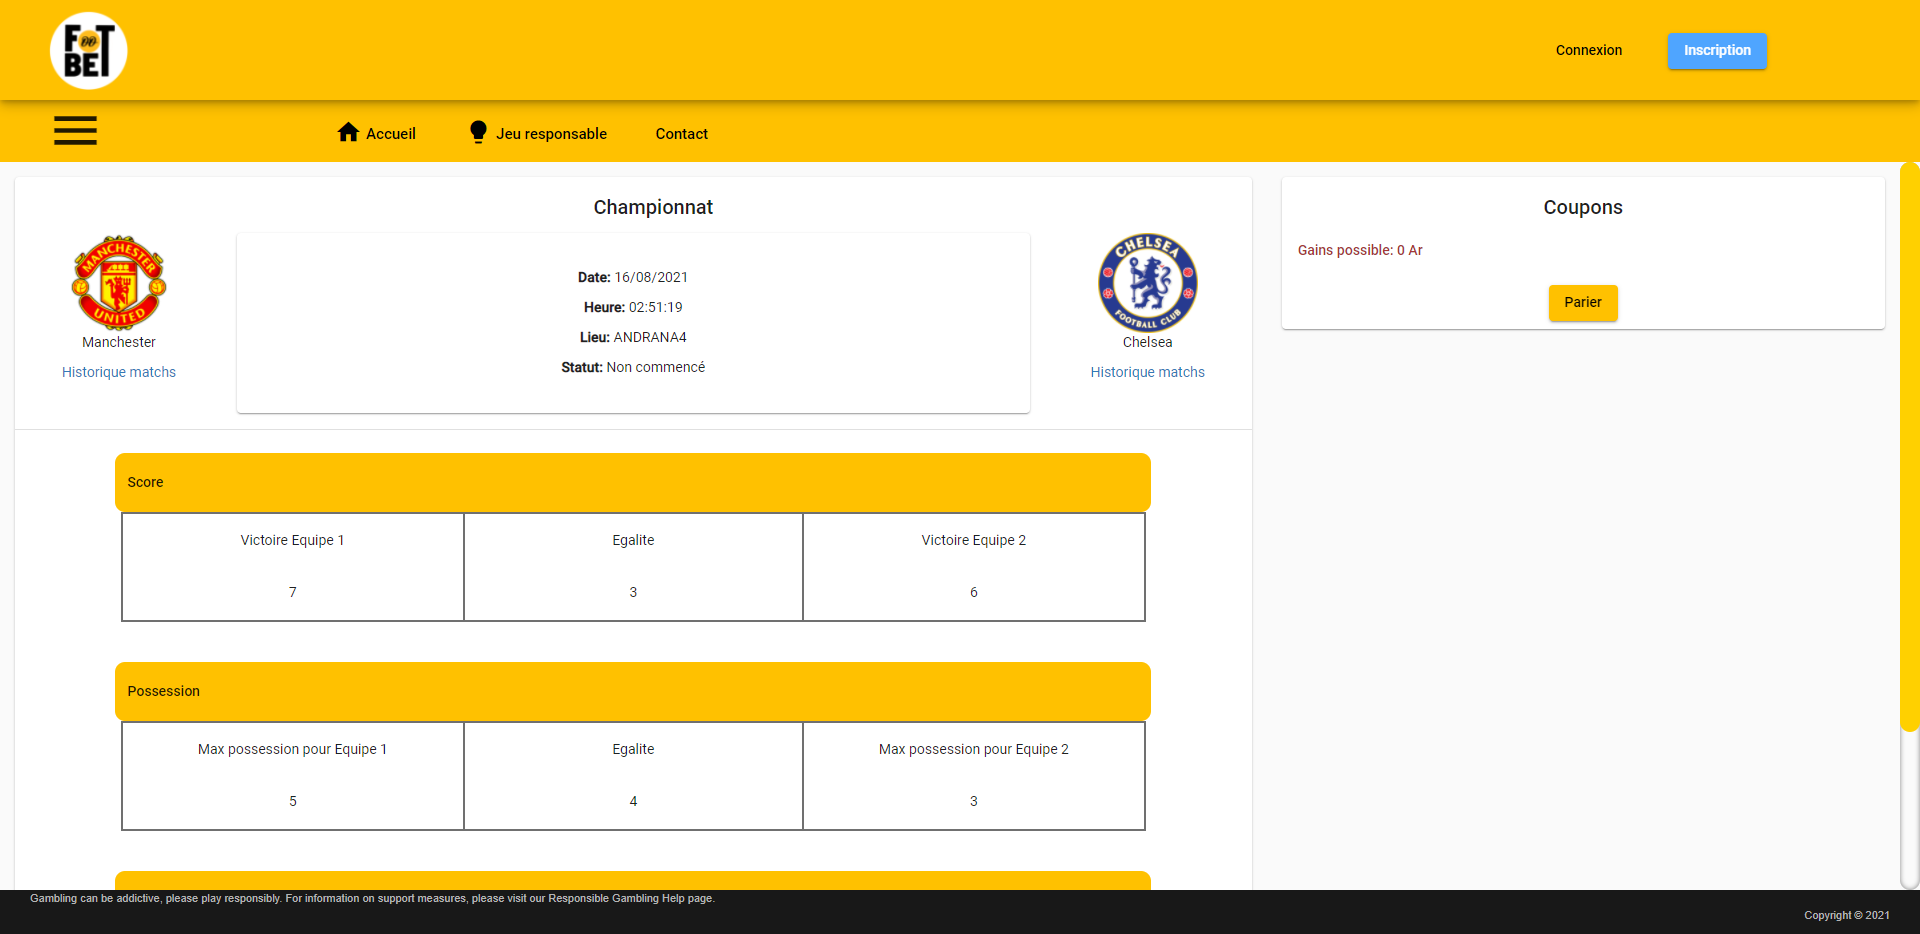 FOOT
BET
Connexion
Inscription
Accueil
Jeu responsable
Contact
Championnat
MANCHESTER
UNITED
Manchester
Historique matchs
Date: 16/08/2021
Heure: 02:51:19
Lieu: ANDRANA4
Statut: Non commencé
CHELSEA
FOOTBALL CLUB
Chelsea
Historique matchs
Coupons
Gains possible: 0 Ar
Parier
Score
Victoire Equipe 1
Egalite
Victoire Equipe 2
7
3
6
Possession
Max possession pour Equipe 1
Egalite
Max possession pour Equipe 2
5
4
3
Gambling can be addictive, please play responsibly. For information on support measures, please visit our Responsible Gambling Help page.
Copyright © 2021